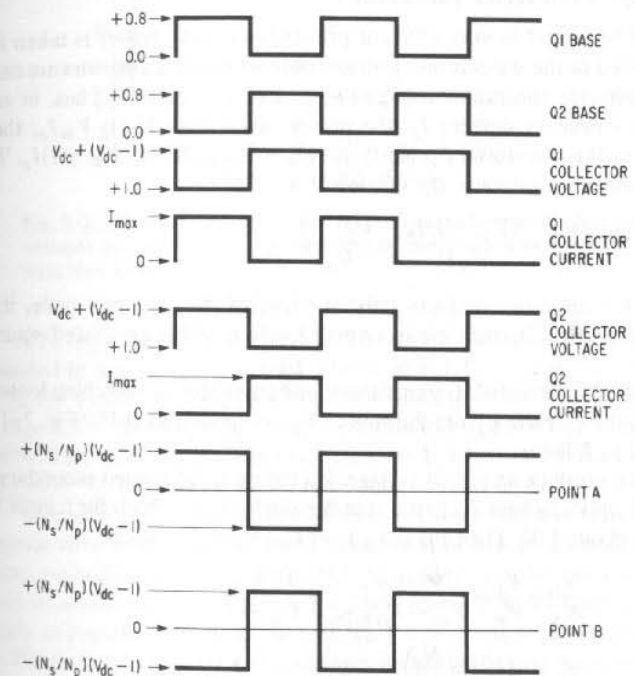 +0.8
0.0
Q1 BASE
+0.8
0.0
Q2 BASE
Vdc + (Vdc – 1)
+1.0
Q1
COLLECTOR
VOLTAGE
Imax
0
Q1
COLLECTOR
CURRENT
Vdc + (Vdc – 1)
+1.0
Q2
COLLECTOR
VOLTAGE
Imax
0
Q2
COLLECTOR
CURRENT
+(Ns/Np)(Vdc – 1)
0
–(Ns/Np)(Vdc – 1)
POINT A
+(Ns/Np)(Vdc – 1)
0
–(Ns/Np)(Vdc – 1)
POINT B